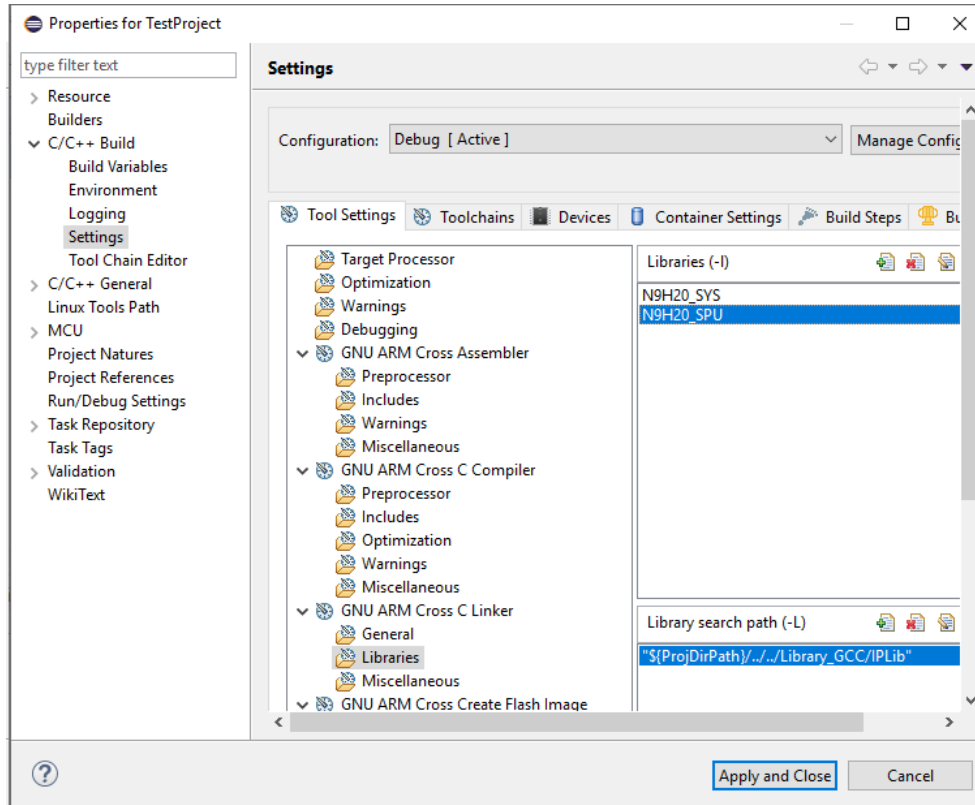 Properties for TestProject
type filter text
Settings
Resource
Builders
C/C++ Build
Build Variables
Environment
Logging
Settings
Tool Chain Editor
C/C++ General
Linux Tools Path
MCU
Project Natures
Project References
Run/Debug Settings
Task Repository
Task Tags
Validation
WikiText
Configuration: Debug [ Active ] Manage Config
Tool Settings Toolchains Devices Container Settings Build Steps Bu
Target Processor
Optimization
Warnings
Debugging
GNU ARM Cross Assembler
Preprocessor
Includes
Warnings
Miscellaneous
GNU ARM Cross C Compiler
Preprocessor
Includes
Optimization
Warnings
Miscellaneous
GNU ARM Cross C Linker
General
Libraries
Miscellaneous
GNU ARM Cross Create Flash Image
Libraries (-l)
N9H20_SYS
N9H20_SPU
Library search path (-L)
"${ProjDirPath}/../../Library_GCC/IPLib"
?
Apply and Close Cancel